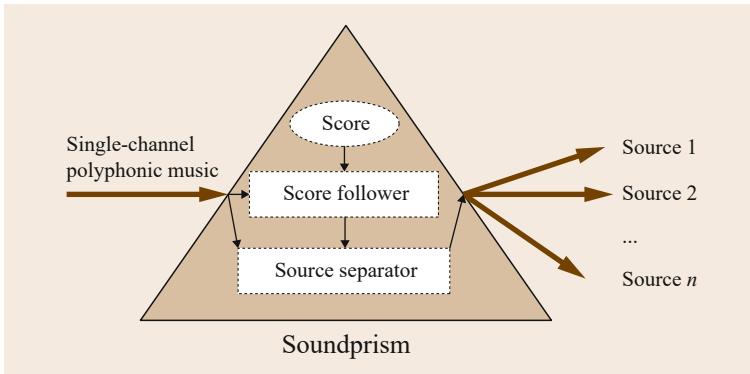 Score
Single-channel
polyphonic music
Score follower
Source separator
Source 1
Source 2
...
Source n
Soundprism